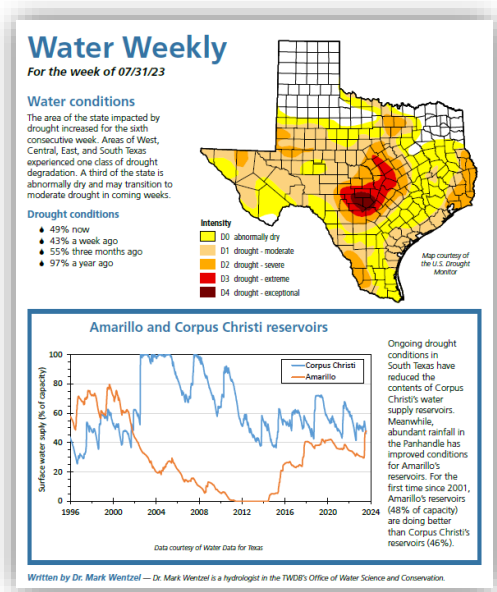 Water Weekly
For the week of 07/31/23
Water conditions
The area of the state impacted by
drought increased for the sixth
consecutive week. Areas of West,
Central, East, and South Texas
experienced one class of drought
degradation. A third of the state is
abnormally dry and may transition to
moderate drought in coming weeks.
Drought conditions
49% now
43% a week ago
55% three months ago
97% a year ago
Intensity
D0 abnormally dry
D1 drought - moderate
D2 drought - severe
D3 drought - extreme
D4 drought - exceptional
Map courtesy of
the U.S. Drought
Monitor
Amarillo and Corpus Christi reservoirs
Surface water suply (% of capacity)
100
80
60
40
20
0
1996 2000 2004 2008 2012 2016 2020 2024
Corpus Christi
Amarillo
Data courtesy of Water Data for Texas
Ongoing drought
conditions in
South Texas have
reduced the
contents of Corpus
Christi's water
supply reservoirs.
Meanwhile,
abundant rainfall in
the Panhandle has
improved conditions
for Amarillo's
reservoirs. For the
first time since 2001,
Amarillo's reservoirs
(48% of capacity)
are doing better
than Corpus Christi's
reservoirs (46%).
Written by Dr. Mark Wentzel — Dr. Mark Wentzel is a hydrologist in the TWDB's Office of Water Science and Conservation.